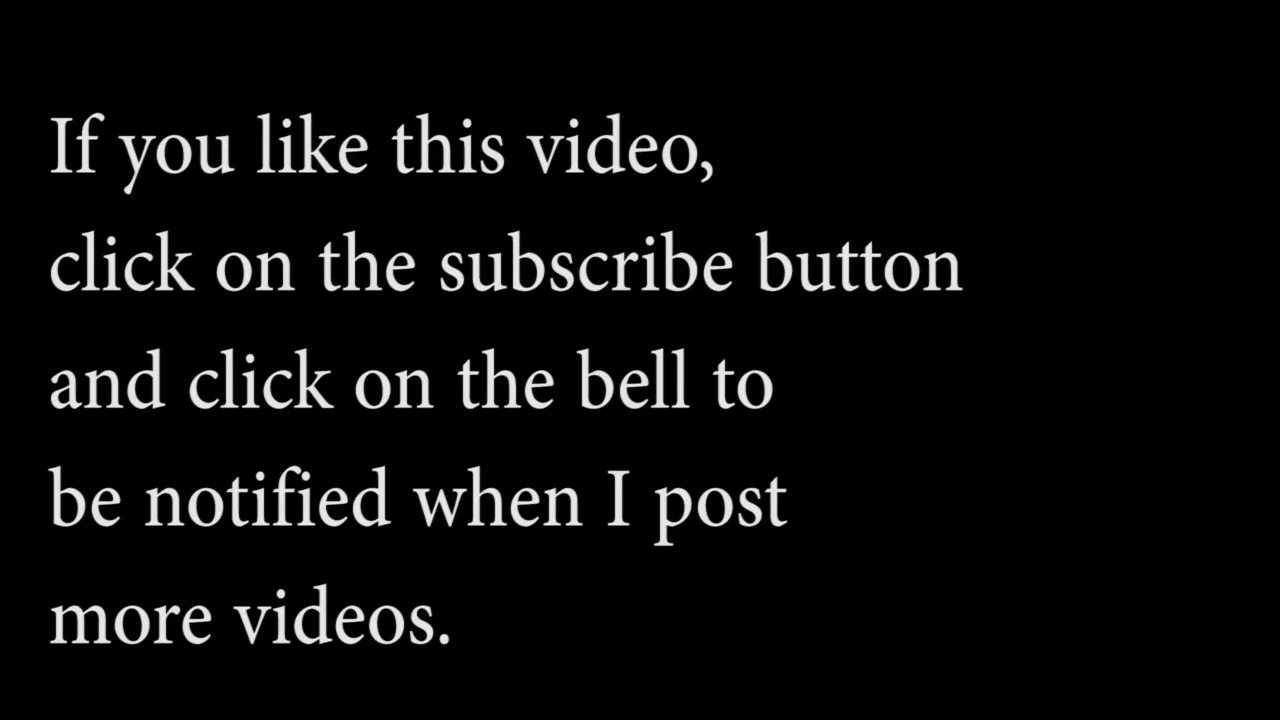 If you like this video,
click on the subscribe button
and click on the bell to
be notified when I post
more videos.